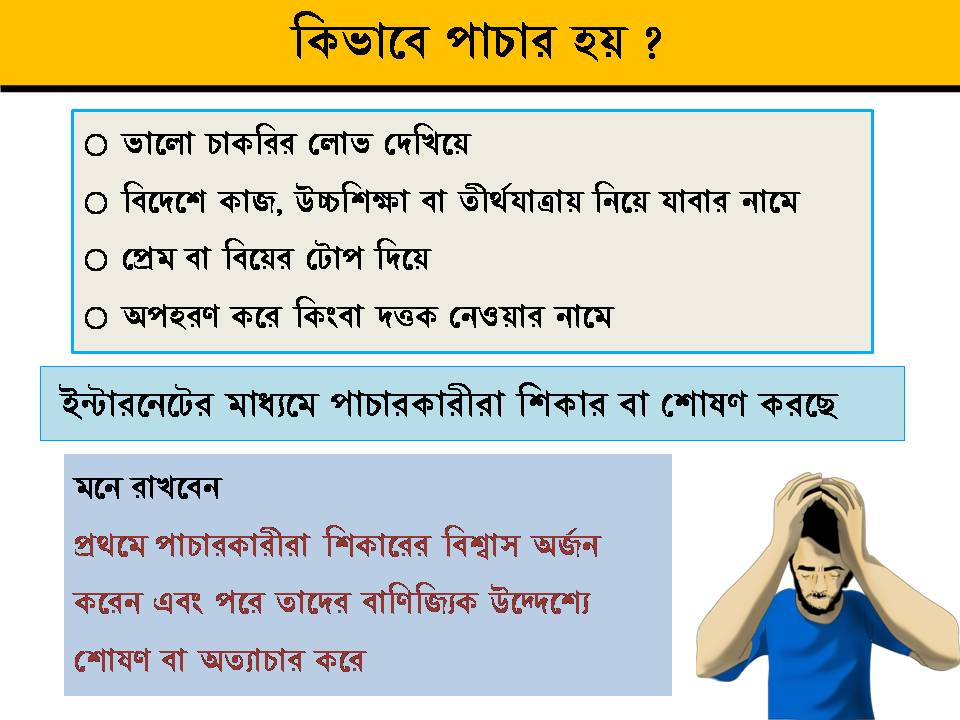 কিভাবে পাচার হয় ?
○ ভালো চাকরির লোভ দেখিয়ে
○ বিদেশে কাজ, উচ্চশিক্ষা বা তীর্থযাত্রায় নিয়ে যাবার নামে
○ প্রেম বা বিয়ের টোপ দিয়ে
○ অপহরণ করে কিংবা দত্তক নেওয়ার নামে
ইন্টারনেটের মাধ্যমে পাচারকারীরা শিকার বা শোষণ করছে
মনে রাখবেন
প্রথমে পাচারকারীরা শিকারের বিশ্বাস অর্জন
করেন এবং পরে তাদের বাণিজ্যিক উদ্দেশ্যে
শোষণ বা অত্যাচার করে